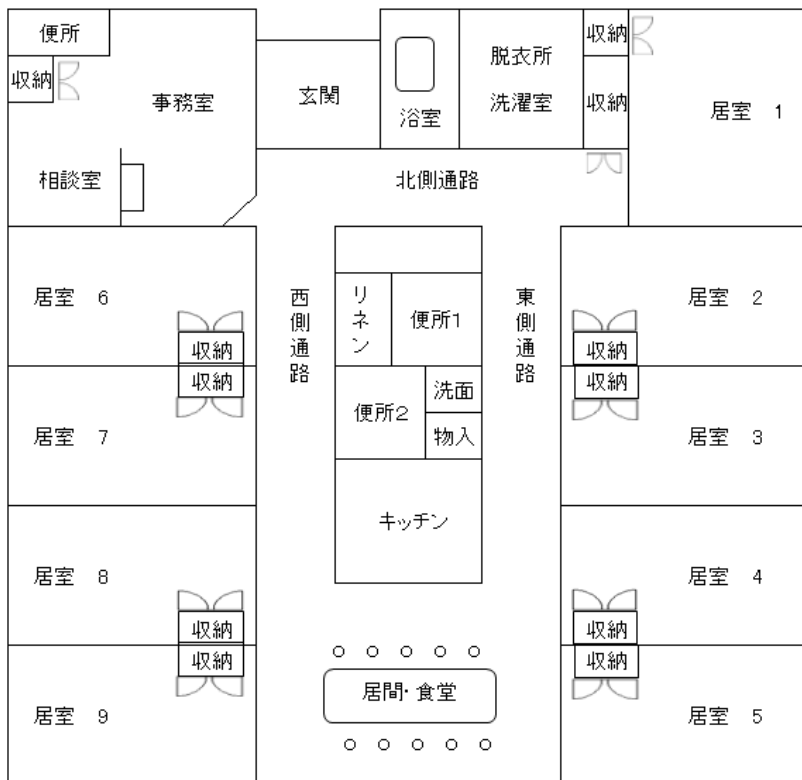 便所
収納
事務室
相談室
玄関
浴室
脱衣所
洗濯室
収納
収納
居室 1
北側通路
居室 6
収納
収納
居室 7
居室 8
収納
収納
居室 9
西側通路
リネン
便所1
便所2
洗面
物入
キッチン
東側通路
居室 2
収納
収納
居室 3
居室 4
収納
収納
居室 5
居間・食堂